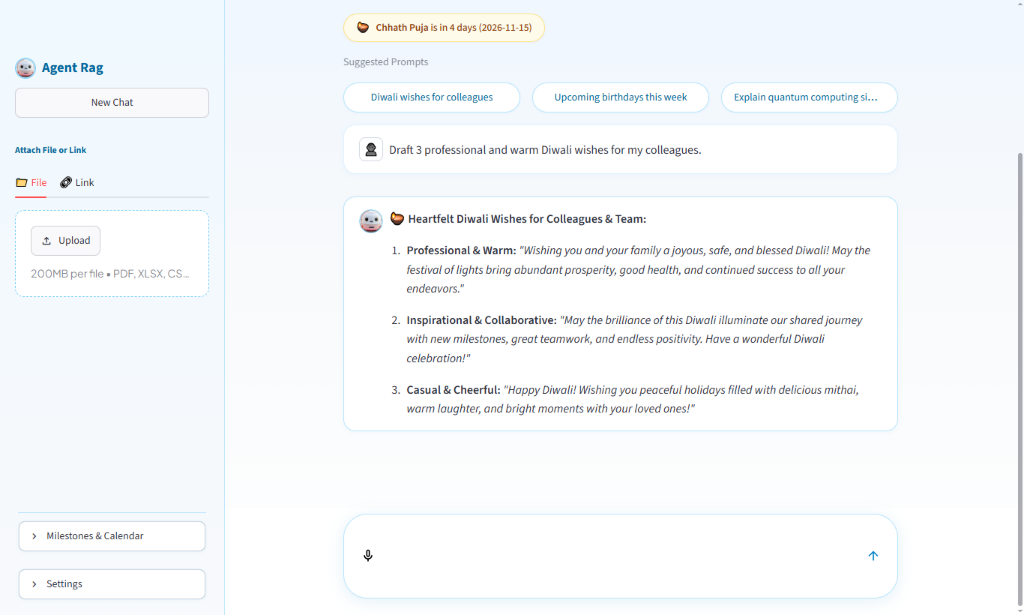 Chhath Puja is in 4 days (2026-11-15)
Agent Rag
New Chat
Attach File or Link
File
Link
Upload
200MB per file • PDF, XLSX, CS...
Milestones & Calendar
Settings
Suggested Prompts
Diwali wishes for colleagues
Upcoming birthdays this week
Explain quantum computing si...
Draft 3 professional and warm Diwali wishes for my colleagues.
Heartfelt Diwali Wishes for Colleagues & Team:
1. Professional & Warm: "Wishing you and your family a joyous, safe, and blessed Diwali! May the
festival of lights bring abundant prosperity, good health, and continued success to all your
endeavors."
2. Inspirational & Collaborative: "May the brilliance of this Diwali illuminate our shared journey
with new milestones, great teamwork, and endless positivity. Have a wonderful Diwali
celebration!"
3. Casual & Cheerful: "Happy Diwali! Wishing you peaceful holidays filled with delicious mithai,
warm laughter, and bright moments with your loved ones!"